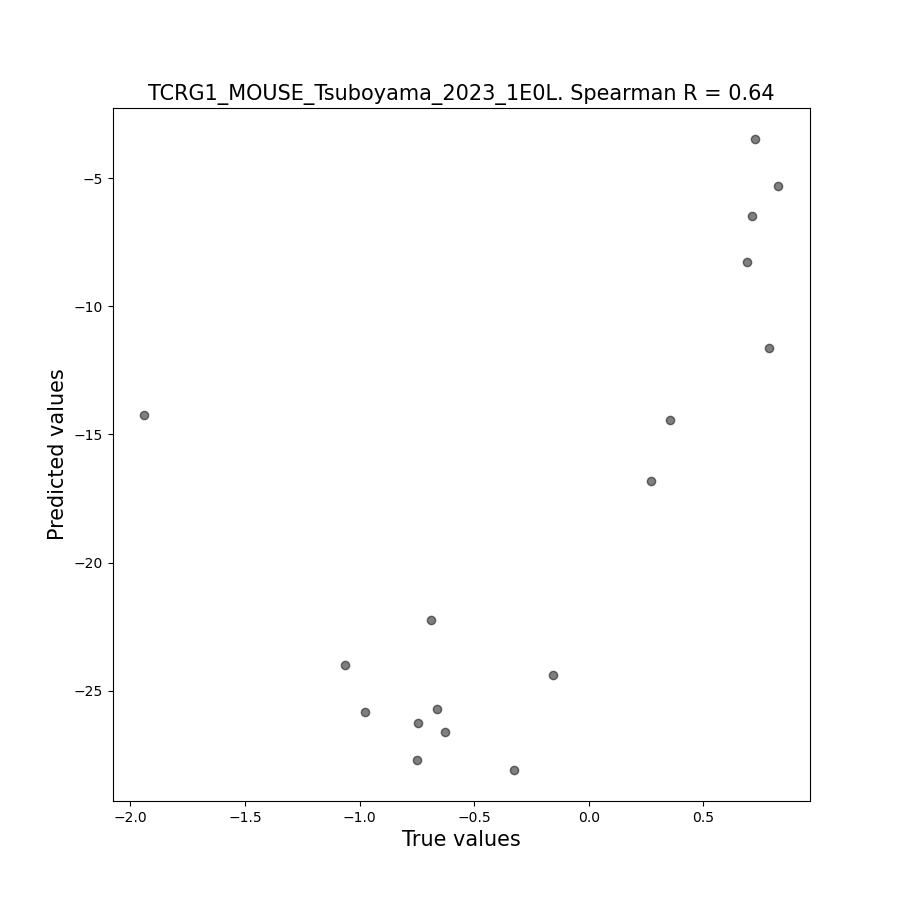 TCRG1_MOUSE_Tsuboyama_2023_1E0L. Spearman R = 0.64
−5
−10
−15
−20
−25
Predicted values
−2.0 −1.5 −1.0 −0.5 0.0 0.5
True values